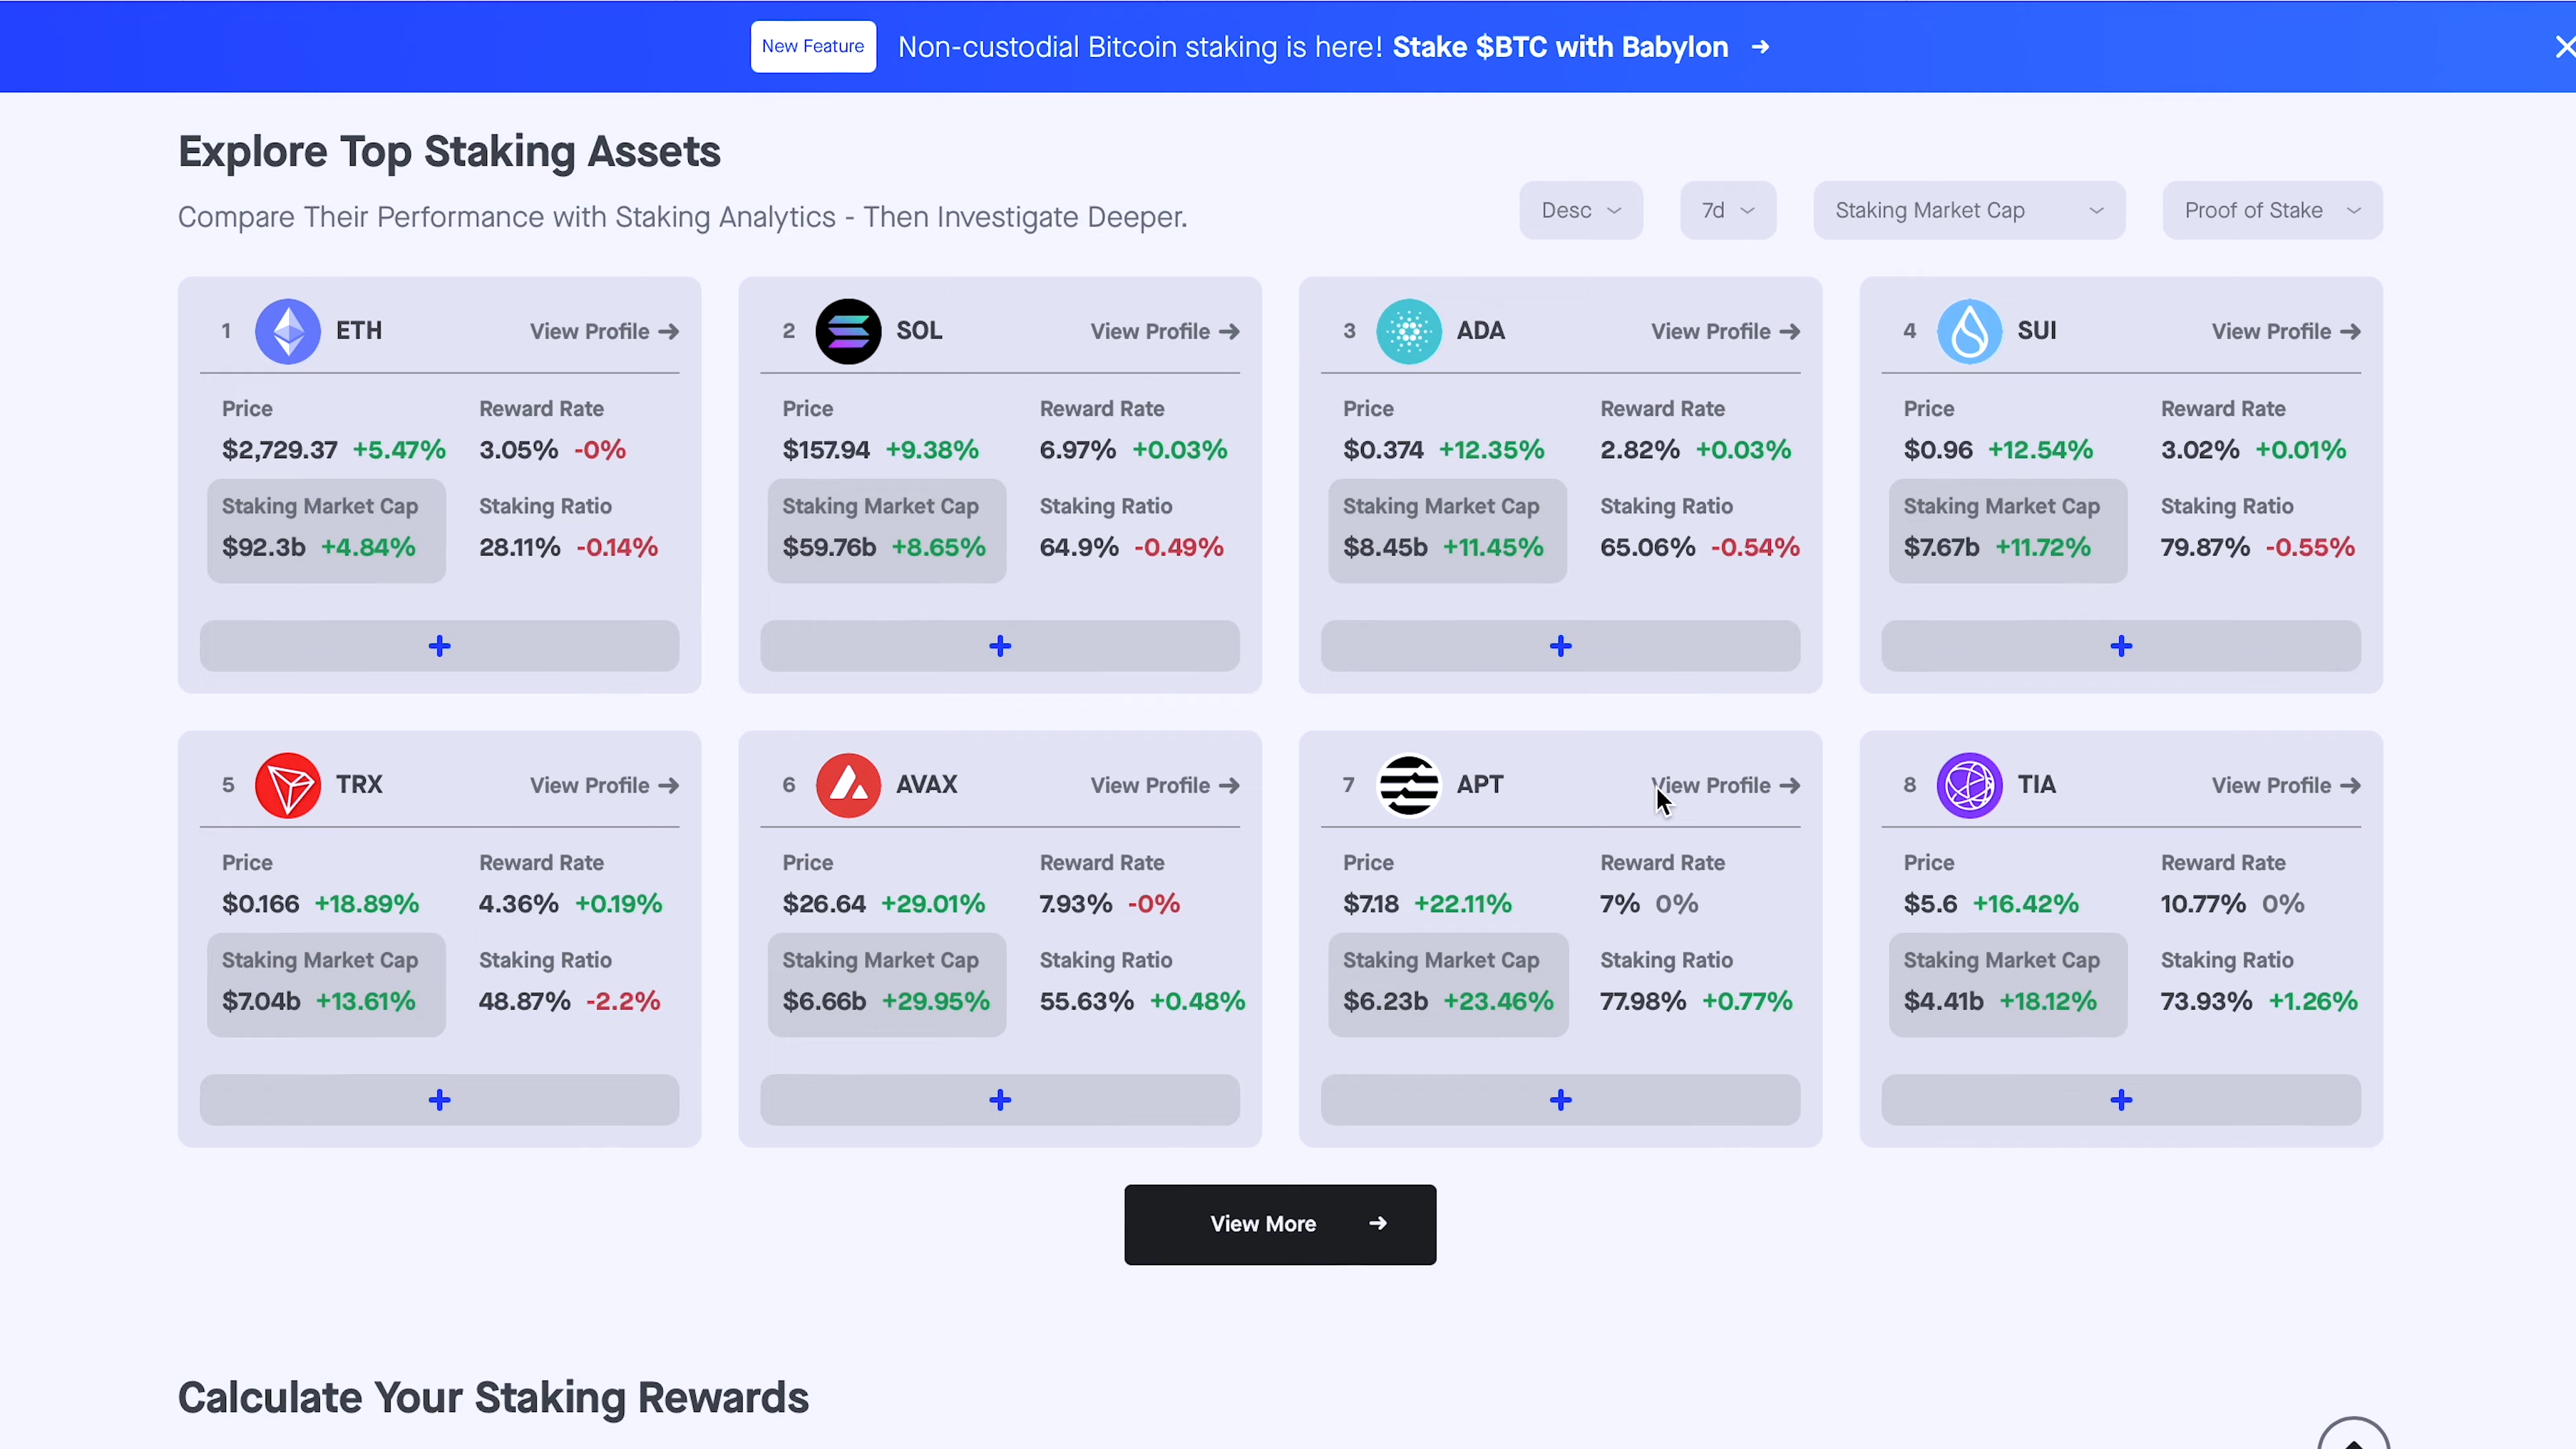 New Feature Non-custodial Bitcoin staking is here! Stake $BTC with Babylon →
Explore Top Staking Assets
Compare Their Performance with Staking Analytics - Then Investigate Deeper.
Desc 7d Staking Market Cap Proof of Stake
1 ETH View Profile →
Price Reward Rate
$2,729.37 +5.47% 3.05% -0%
Staking Market Cap Staking Ratio
$92.3b +4.84% 28.11% -0.14%
+
2 SOL View Profile →
Price Reward Rate
$157.94 +9.38% 6.97% +0.03%
Staking Market Cap Staking Ratio
$59.76b +8.65% 64.9% -0.49%
+
3 ADA View Profile →
Price Reward Rate
$0.374 +12.35% 2.82% +0.03%
Staking Market Cap Staking Ratio
$8.45b +11.45% 65.06% -0.54%
+
4 SUI View Profile →
Price Reward Rate
$0.96 +12.54% 3.02% +0.01%
Staking Market Cap Staking Ratio
$7.67b +11.72% 79.87% -0.55%
+
5 TRX View Profile →
Price Reward Rate
$0.166 +18.89% 4.36% +0.19%
Staking Market Cap Staking Ratio
$7.04b +13.61% 48.87% -2.2%
+
6 AVAX View Profile →
Price Reward Rate
$26.64 +29.01% 7.93% -0%
Staking Market Cap Staking Ratio
$6.66b +29.95% 55.63% +0.48%
+
7 APT View Profile →
Price Reward Rate
$7.18 +22.11% 7% 0%
Staking Market Cap Staking Ratio
$6.23b +23.46% 77.98% +0.77%
+
8 TIA View Profile →
Price Reward Rate
$5.6 +16.42% 10.77% 0%
Staking Market Cap Staking Ratio
$4.41b +18.12% 73.93% +1.26%
+
View More →
Calculate Your Staking Rewards